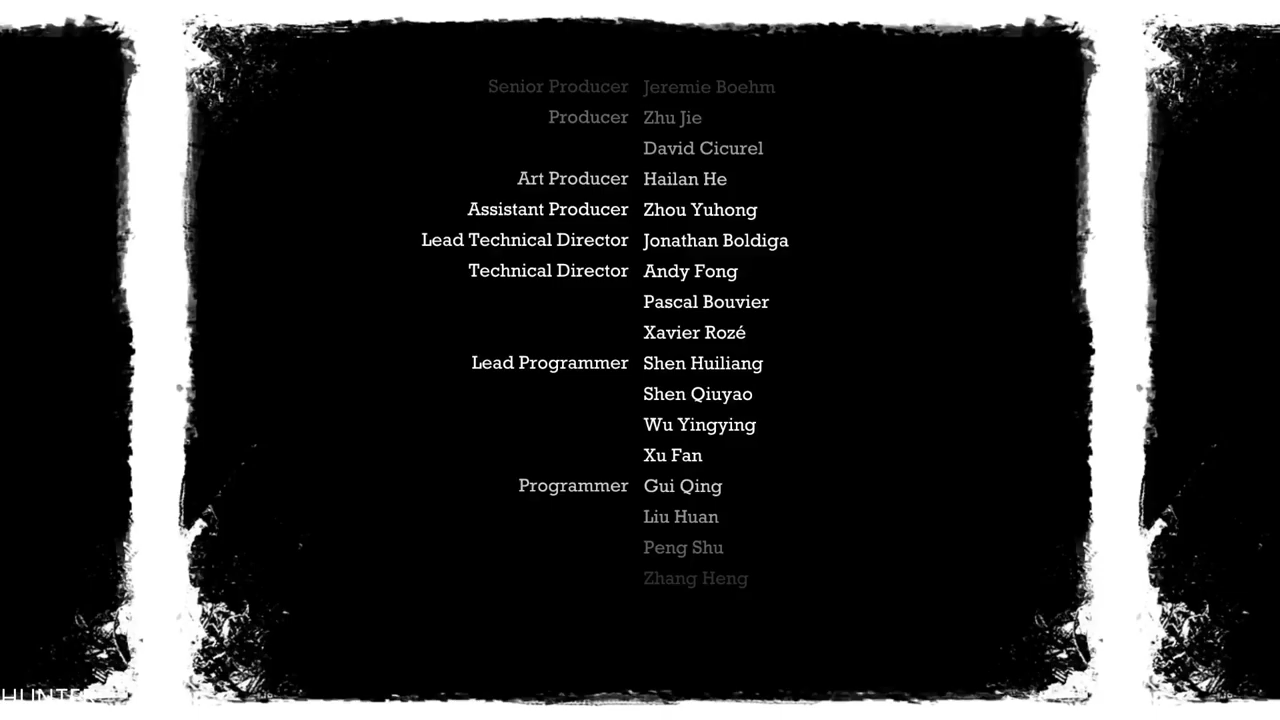 Senior Producer Jeremie Boehm
Producer Zhu Jie
David Cicurel
Art Producer Hailan He
Assistant Producer Zhou Yuhong
Lead Technical Director Jonathan Boldiga
Technical Director Andy Fong
Pascal Bouvier
Xavier Rozé
Lead Programmer Shen Huiliang
Shen Qiuyao
Wu Yingying
Xu Fan
Programmer Gui Qing
Liu Huan
Peng Shu
Zhang Heng